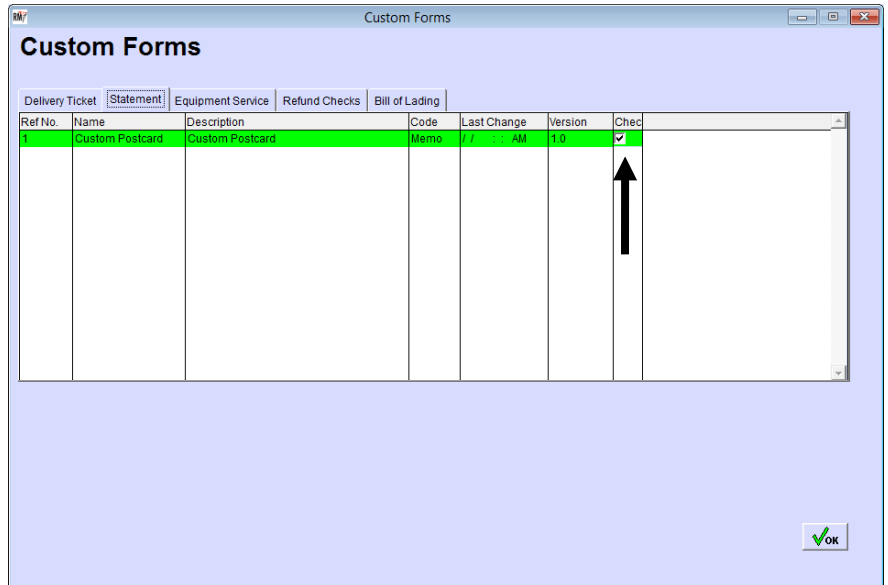 RM/ Custom Forms
Custom Forms
Delivery Ticket Statement Equipment Service Refund Checks Bill of Lading
Ref No. Name Description Code Last Change Version Chec
1 Custom Postcard Custom Postcard Memo / / : : AM 1.0
OK